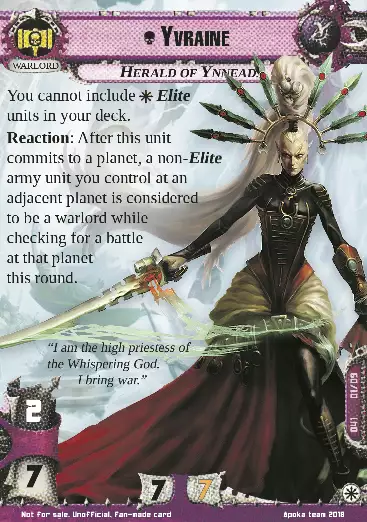 Yvraine
WARLORD
Herald of Ynnead.
You cannot include Elite
units in your deck.
Reaction: After this unit
commits to a planet, a non-Elite
army unit you control at an
adjacent planet is considered
to be a warlord while
checking for a battle
at that planet
this round.
"I am the high priestess of
the Whispering God.
I bring war."
2
7
7
7
041 01/09
Not for sale. Unofficial, fan-made card
Apoka team 2018